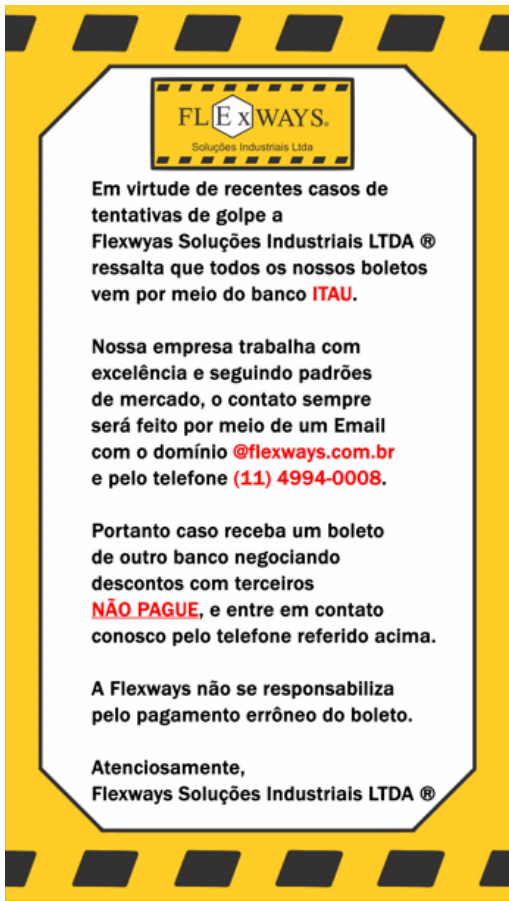 FLExWAYS®
Soluções Industriais Ltda
Em virtude de recentes casos de
tentativas de golpe a
Flexwyas Soluções Industriais LTDA ®
ressalta que todos os nossos boletos
vem por meio do banco ITAU.
Nossa empresa trabalha com
excelência e seguindo padrões
de mercado, o contato sempre
será feito por meio de um Email
com o domínio @flexways.com.br
e pelo telefone (11) 4994-0008.
Portanto caso receba um boleto
de outro banco negociando
descontos com terceiros
NÃO PAGUE, e entre em contato
conosco pelo telefone referido acima.
A Flexways não se responsabiliza
pelo pagamento errôneo do boleto.
Atenciosamente,
Flexways Soluções Industriais LTDA ®